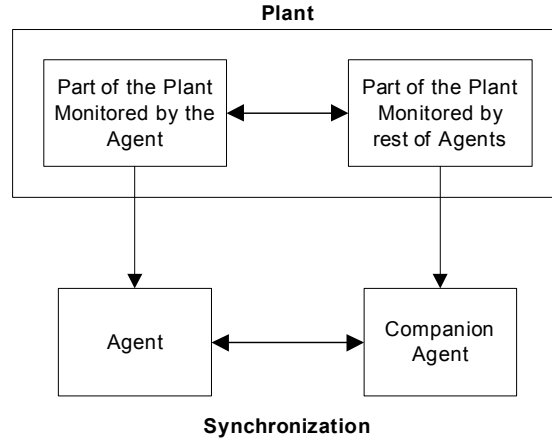 Plant
Part of the Plant
Monitored by the
Agent
Part of the Plant
Monitored by
rest of Agents
Agent
Companion
Agent
Synchronization